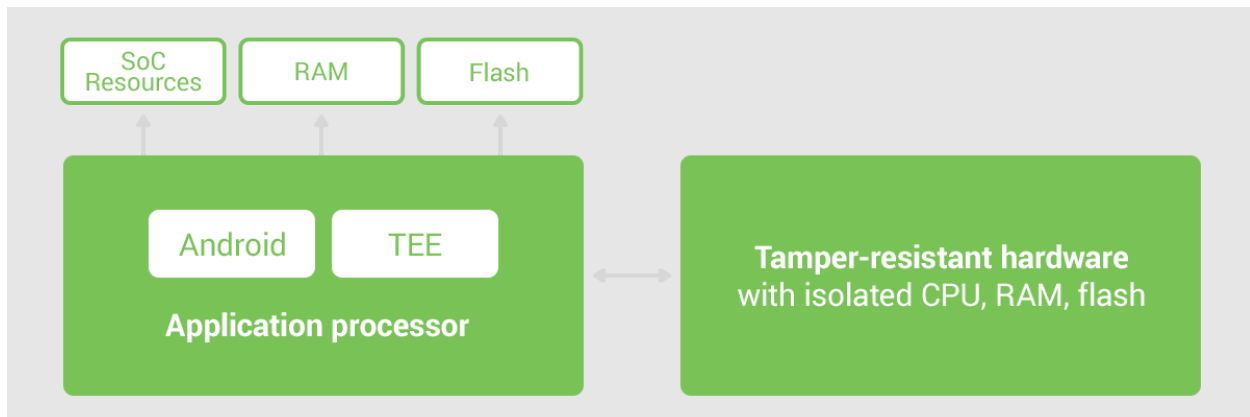 SoC
Resources
RAM
Flash
Android
TEE
Application processor
Tamper-resistant hardware
with isolated CPU, RAM, flash